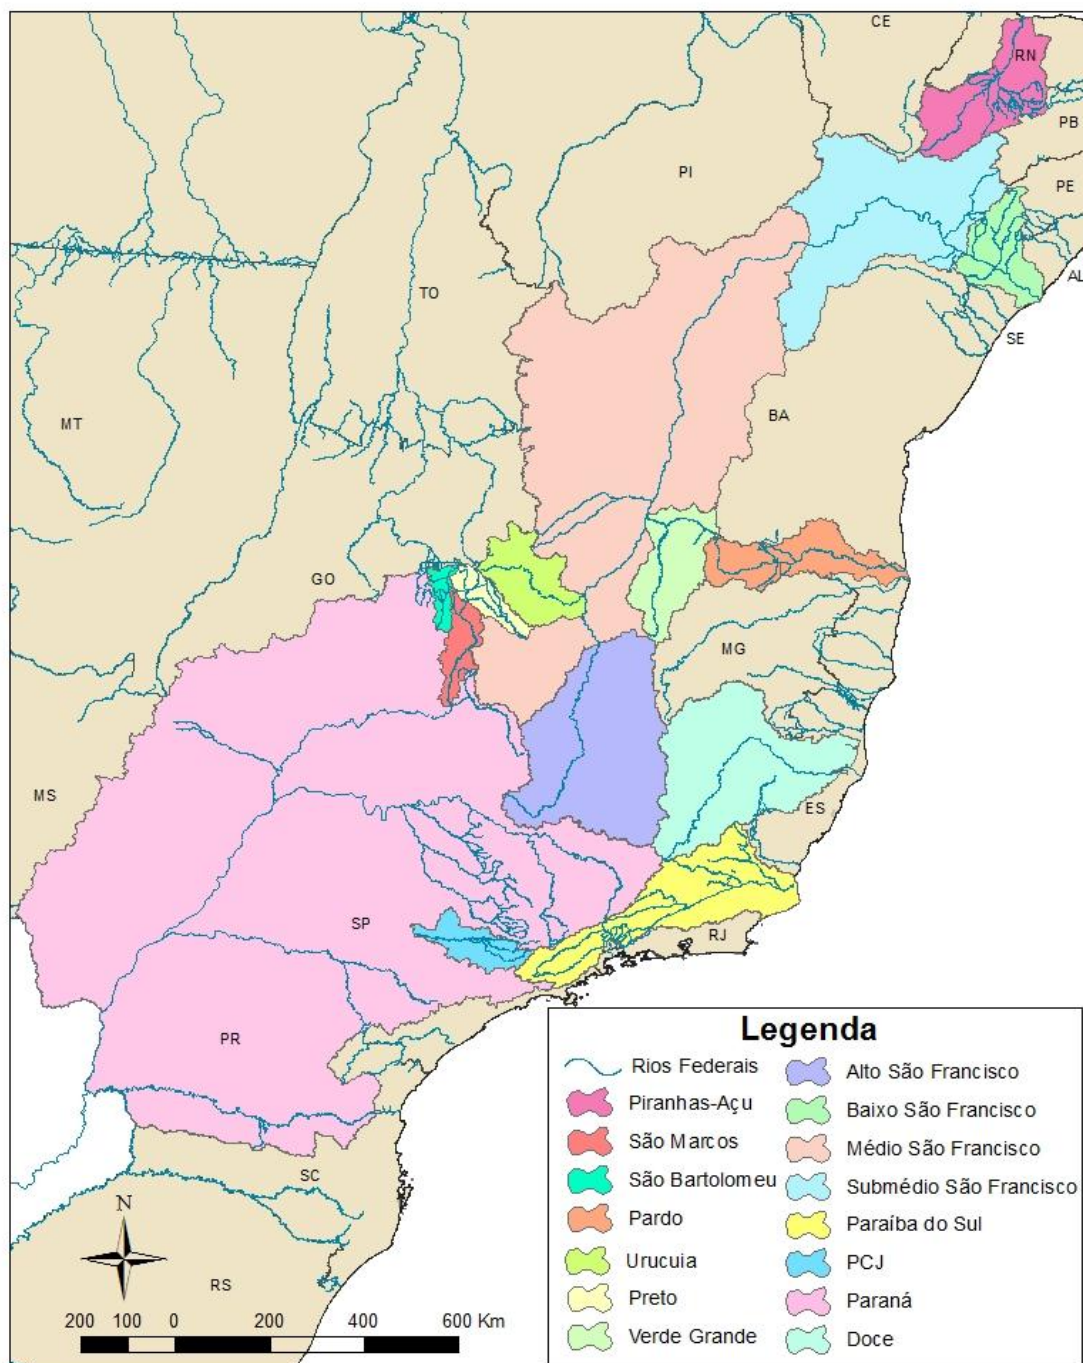 CE
RN
PB
PI
PE
TO
AL
SE
MT
BA
GO
MG
MS
ES
SP
RJ
PR
SC
N
RS
200 100 0 200 400 600 Km
Legenda
Rios Federais
Piranhas-Açu
São Marcos
São Bartolomeu
Pardo
Urucuia
Preto
Verde Grande
Alto São Francisco
Baixo São Francisco
Médio São Francisco
Submédio São Francisco
Paraíba do Sul
PCJ
Paraná
Doce